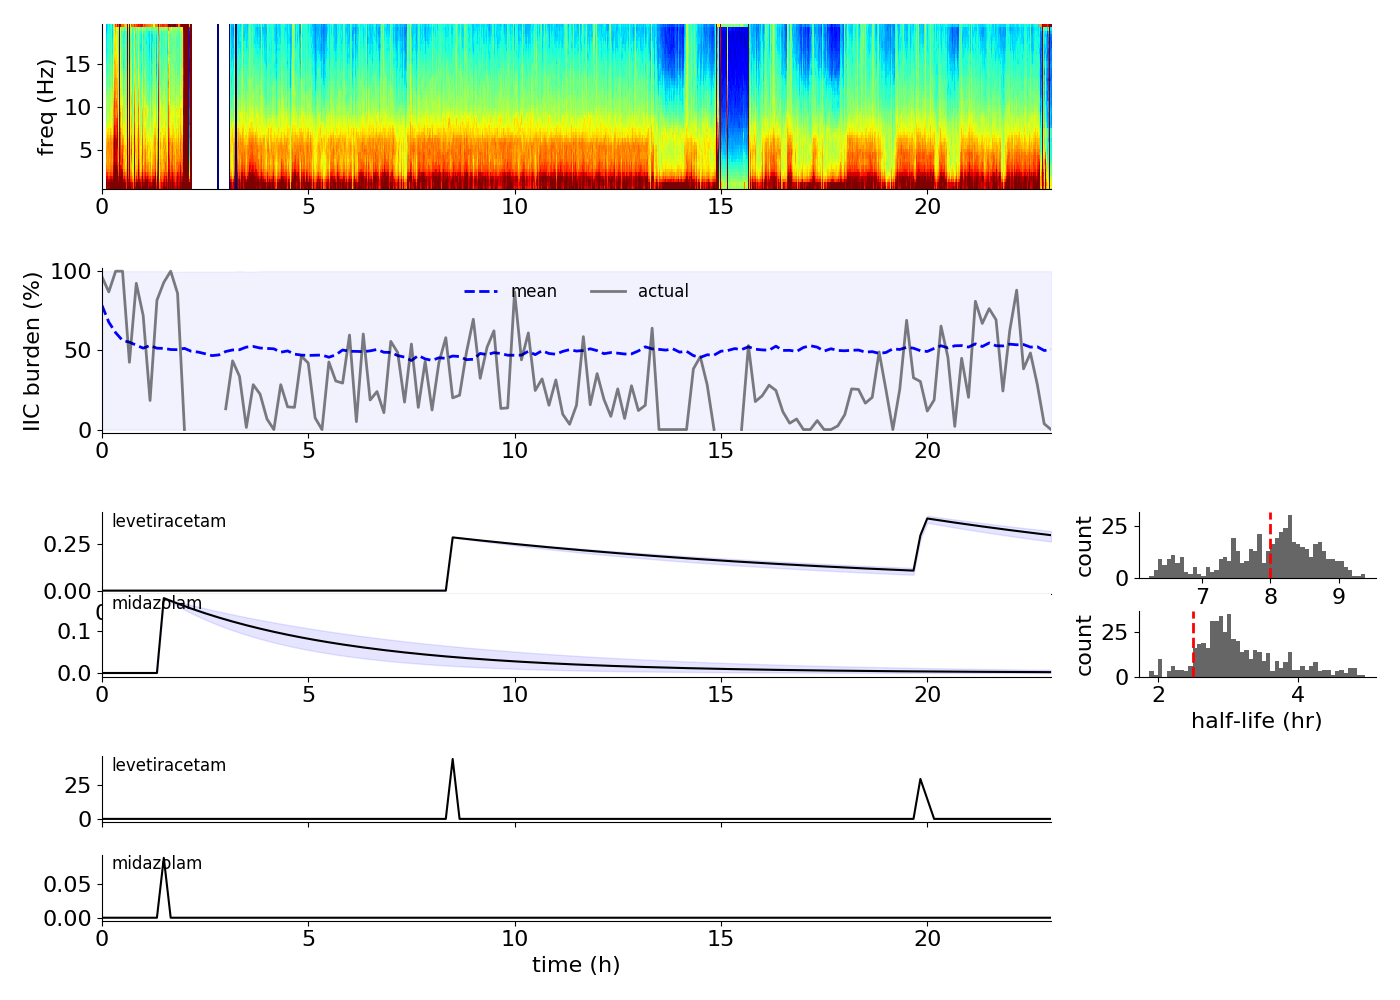 freq (Hz)
15
10
5
0 5 10 15 20
IIC burden (%)
100
50
0
mean actual
0 5 10 15 20
levetiracetam
0.25
0.00
count
25
0
7 8 9
midazolam
0.1
0.0
0 5 10 15 20
count
25
0
2 4
half-life (hr)
levetiracetam
25
0
midazolam
0.05
0.00
0 5 10 15 20
time (h)